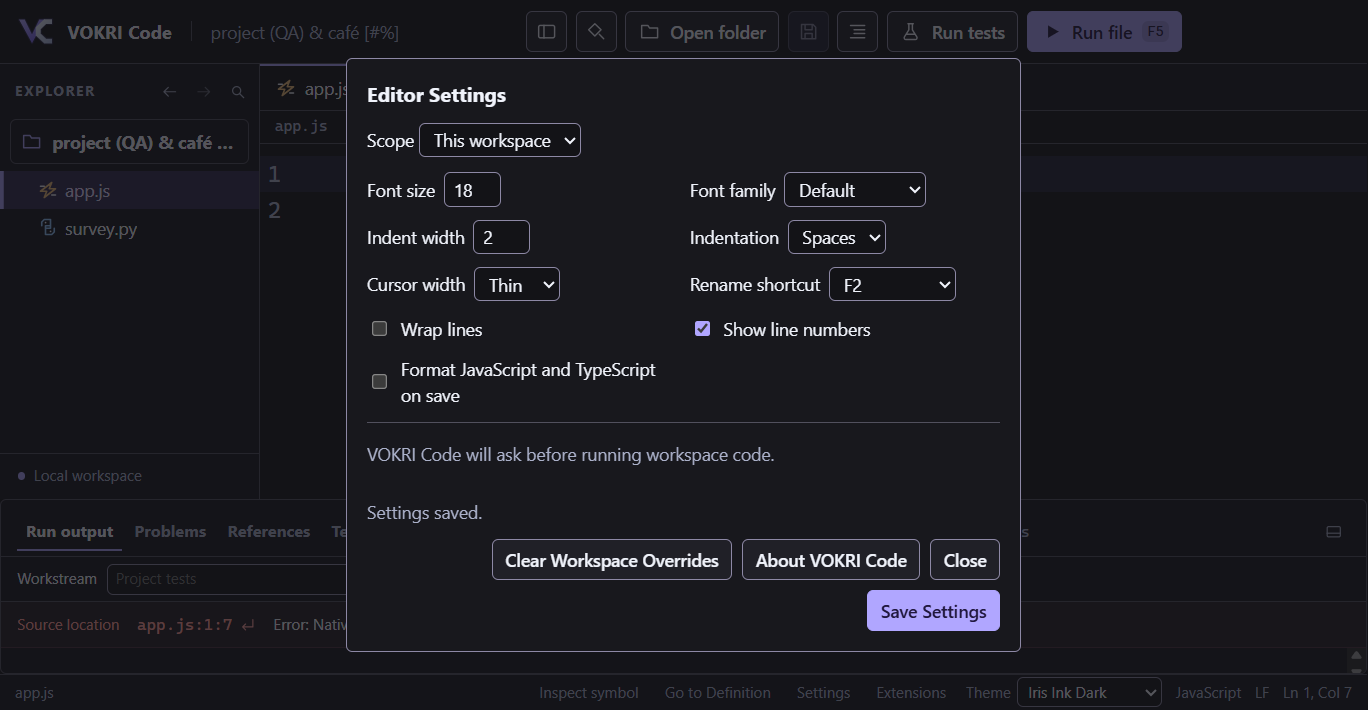 VOKRI Code
project (QA) & café [#%]
Open folder
Run tests
Run file F5
EXPLORER
project (QA) & café ...
app.js
survey.py
Local workspace
app.js
app.js
1
2
Editor Settings
Scope This workspace
Font size 18
Font family Default
Indent width 2
Indentation Spaces
Cursor width Thin
Rename shortcut F2
Wrap lines
Show line numbers
Format JavaScript and TypeScript
on save
VOKRI Code will ask before running workspace code.
Settings saved.
Clear Workspace Overrides
About VOKRI Code
Close
Save Settings
Run output Problems References
Workstream Project tests
Source location app.js:1:7 Error:
app.js
Inspect symbol Go to Definition Settings Extensions Theme Iris Ink Dark JavaScript LF Ln 1, Col 7